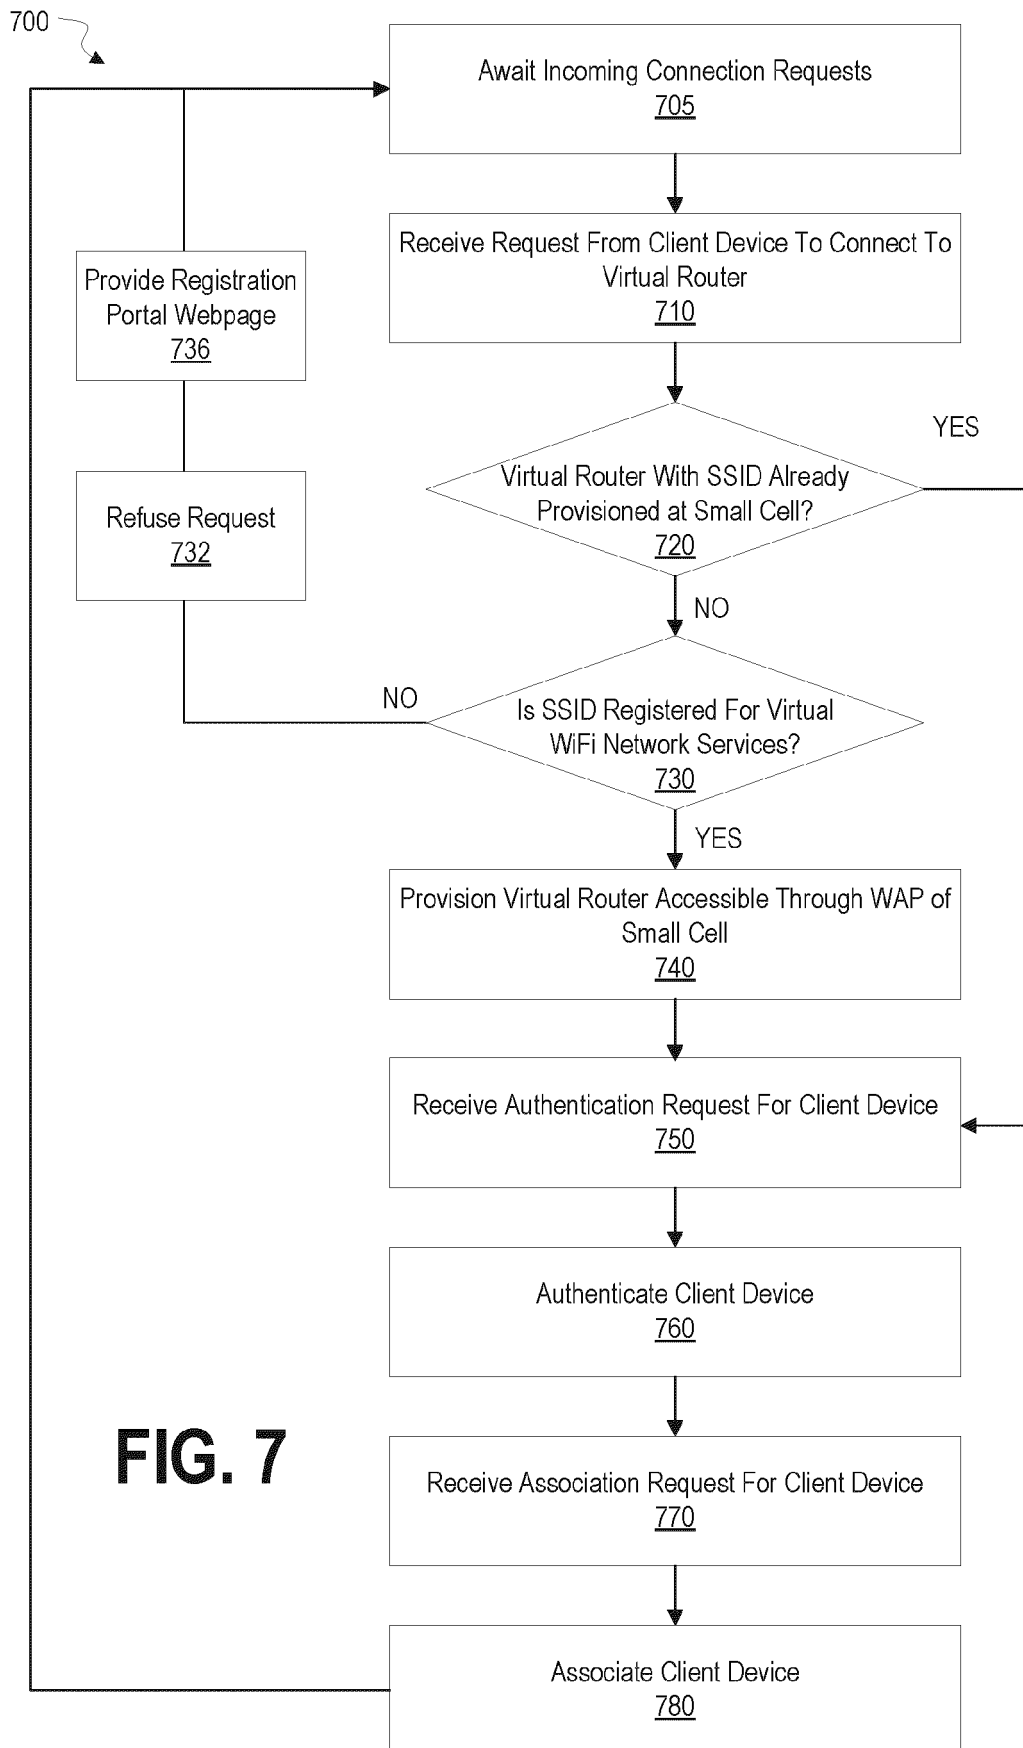 700
Await Incoming Connection Requests
705
Receive Request From Client Device To Connect To
Virtual Router
710
Provide Registration
Portal Webpage
736
YES
Virtual Router With SSID Already
Provisioned at Small Cell?
720
Refuse Request
732
NO
NO
Is SSID Registered For Virtual
WiFi Network Services?
730
YES
Provision Virtual Router Accessible Through WAP of
Small Cell
740
Receive Authentication Request For Client Device
750
Authenticate Client Device
760
FIG. 7
Receive Association Request For Client Device
770
Associate Client Device
780